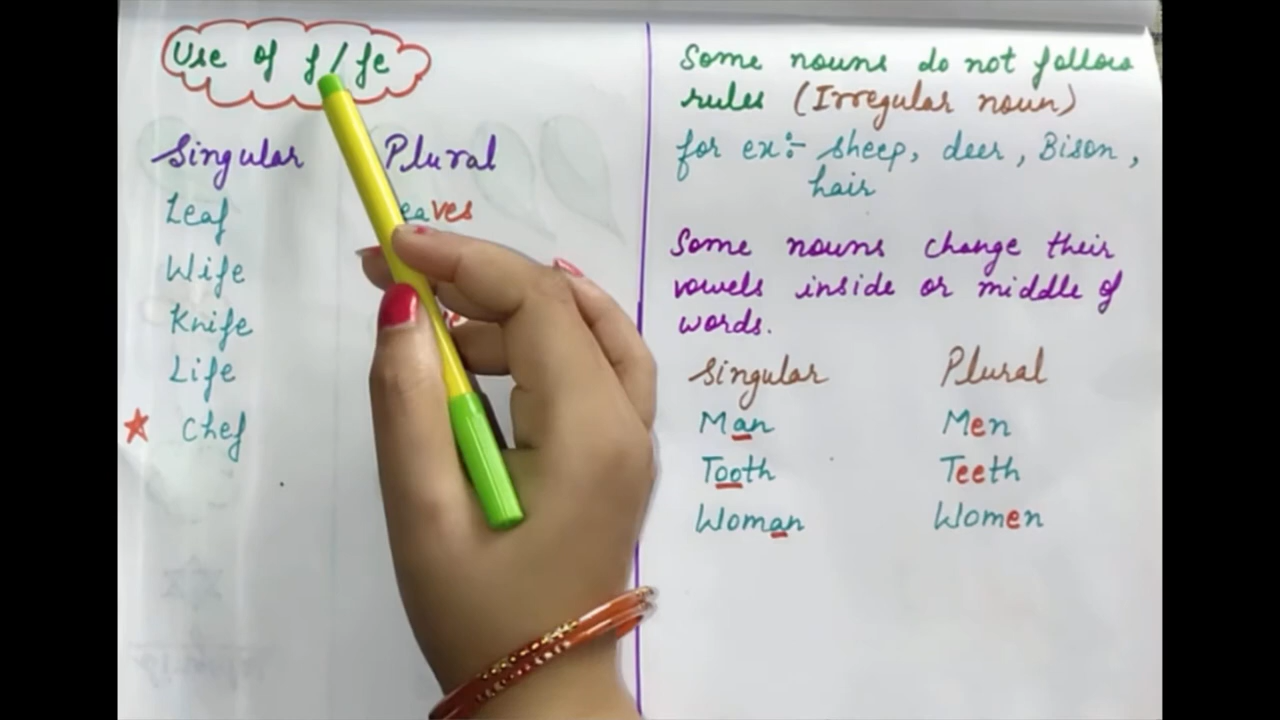 Use of f/fe
Singular Plural
Leaf eaves
Wife
Knife
Life
Chef
Some nouns do not follow
rules (Irregular noun)
for ex:- sheep, deer, Bison,
hair
Some nouns change their
vowels inside or middle of
words.
Singular Plural
Man Men
Tooth Teeth
Woman Women